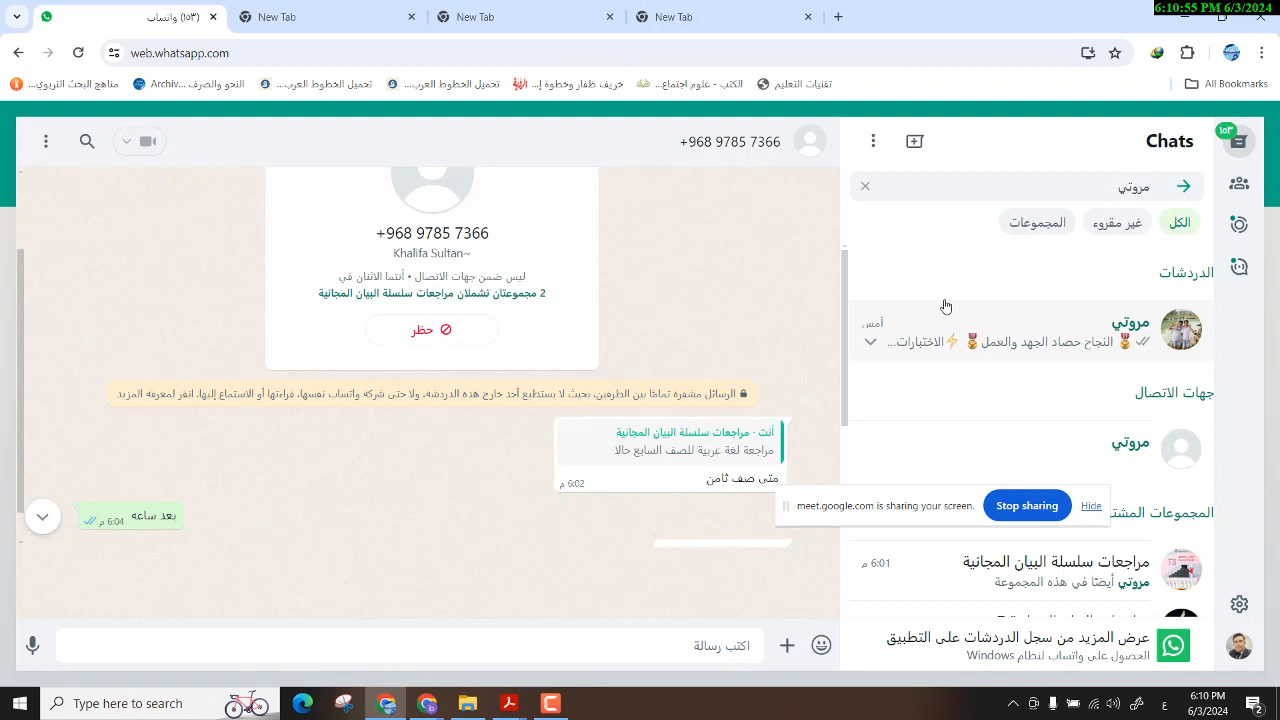 6:10:55 PM 6/3/2024
(١٥٣) واتساب
New Tab
New Tab
New Tab
web.whatsapp.com
مناهج البحث التربوي...
Archiv... النحو والصرف
تحميل الخطوط العرب...
تحميل الخطوط العرب...
خريف ظفار وخطوة إ...
الكتب - علوم اجتماع...
تقنيات التعليم
All Bookmarks
+968 9785 7366
Chats
١٥٣
مروتي
الكل
غير مقروء
المجموعات
الدردشات
مروتي
أمس
🏅 النجاح حصاد الجهد والعمل🏅 ⚡الاختبارات...
جهات الاتصال
مروتي
المجموعات المشت
مراجعات سلسلة البيان المجانية
6:01 م
مروتي أيضًا في هذه المجموعة
عرض المزيد من سجل الدردشات على التطبيق
الحصول على واتساب لنظام Windows
+968 9785 7366
Khalifa Sultan~
ليس ضمن جهات الاتصال • أنتما الاثنان في
2 مجموعتان تشملان مراجعات سلسلة البيان المجانية
حظر
الرسائل مشفرة تمامًا بين الطرفين، بحيث لا يستطيع أحد خارج هذه الدردشة، ولا حتى شركة واتساب نفسها، قراءتها أو الاستماع إليها. انقر لمعرفة المزيد
أنت · مراجعات سلسلة البيان المجانية
مراجعة لغة عربية للصف السابع حالا
متى صف ثامن
6:02 م
بعد ساعه
6:04 م
meet.google.com is sharing your screen.
Stop sharing
Hide
اكتب رسالة
Type here to search
ع
6:10 PM
6/3/2024
2